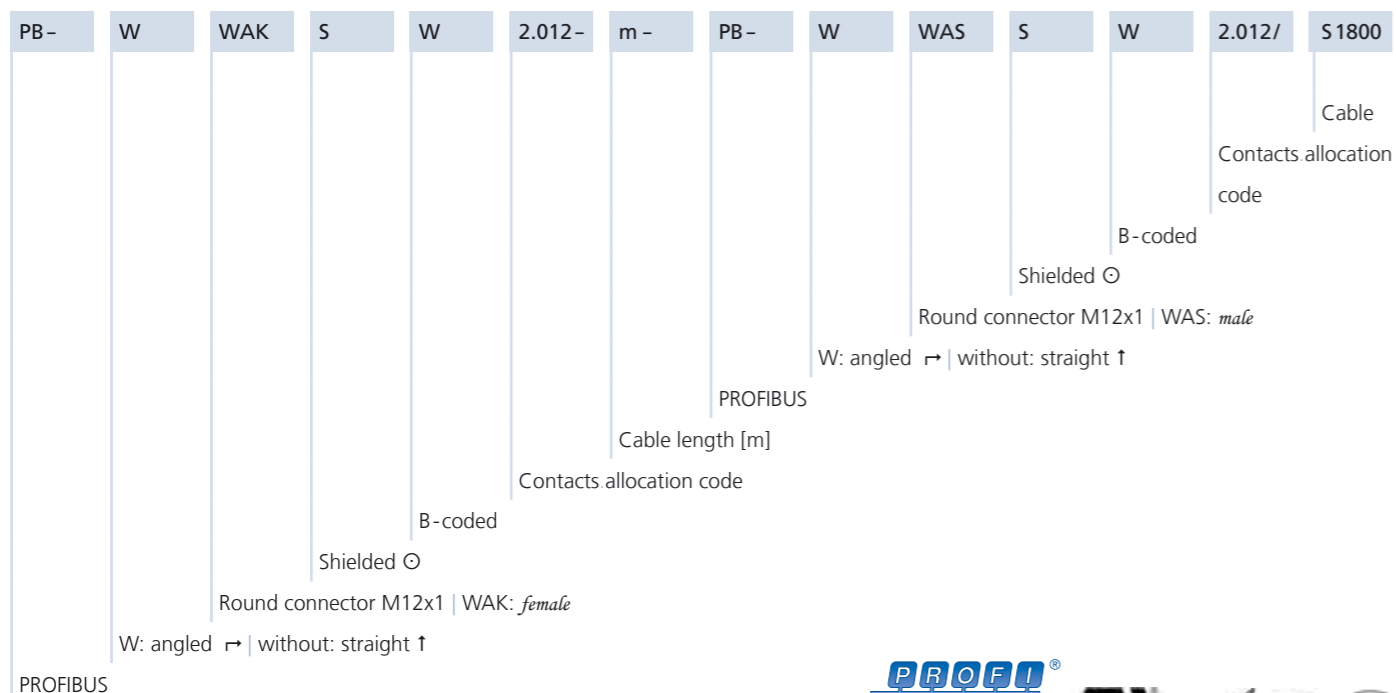 PB– W WAK S W 2.012– m – PB– W WAS S W 2.012/ S1800
Cable
Contacts allocation
code
B-coded
Shielded ⊙
Round connector M12x1 | WAS: male
W: angled ↱ | without: straight ↑
PROFIBUS
Cable length [m]
Contacts allocation code
B-coded
Shielded ⊙
Round connector M12x1 | WAK: female
W: angled ↱ | without: straight ↑
PROFIBUS
PROFI®